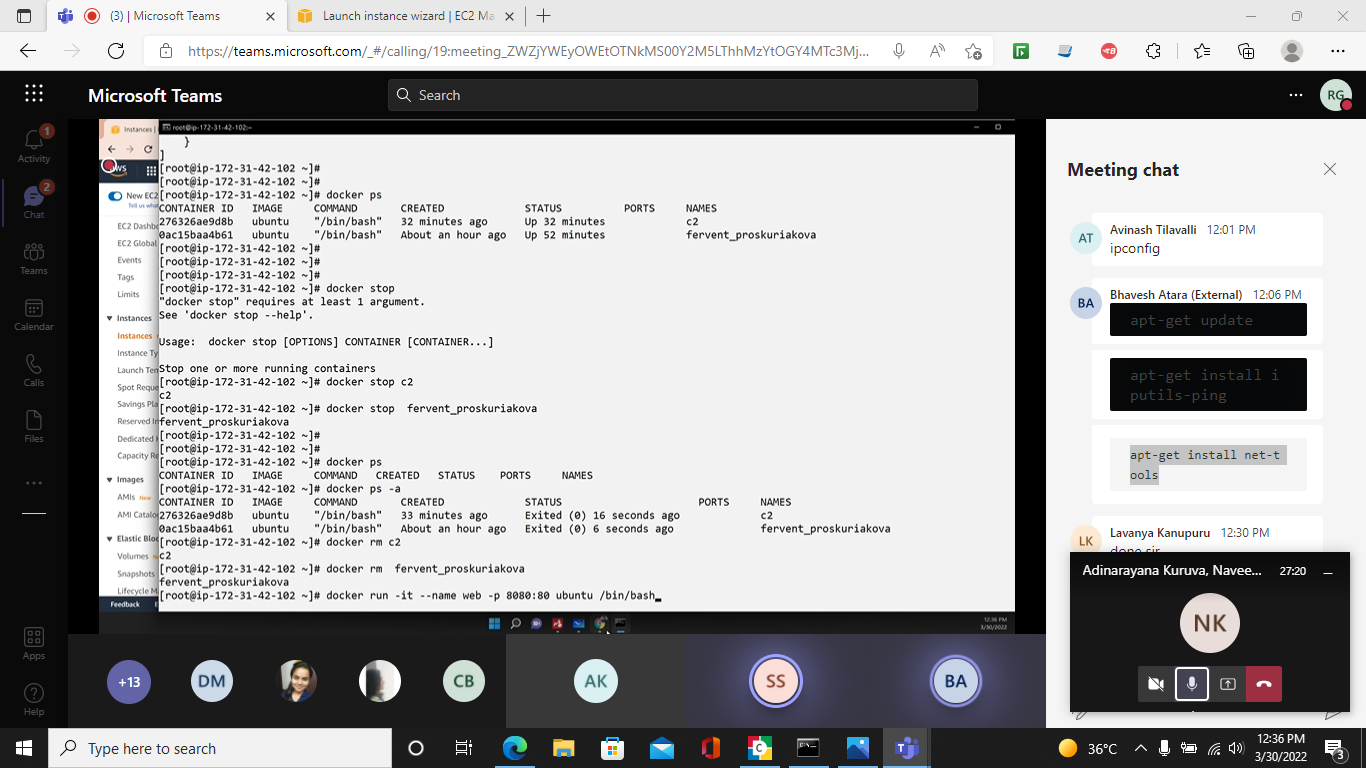 (3) | Microsoft Teams
Launch instance wizard | EC2 Ma
https://teams.microsoft.com/_#/calling/19:meeting_ZWZjYWEyOWEtOTNkMS00Y2M5LThhMzYtOGY4MTc3Mj...
Microsoft Teams
Search
RG
Activity
1
Chat
2
Teams
Calendar
Calls
Files
Apps
Help
Instances |
New EC2
Tell us what
EC2 Dashbo
EC2 Global
Events
Tags
Limits
Instances
Instances
Instance Ty
Launch Tem
Spot Reque
Savings Pla
Reserved In
Dedicated H
Capacity Re
Images
AMIs New
AMI Catalo
Elastic Bloc
Volumes
Snapshots
Lifecycle M
Feedback
root@ip-172-31-42-102:~
}
]
[root@ip-172-31-42-102 ~]#
[root@ip-172-31-42-102 ~]#
[root@ip-172-31-42-102 ~]# docker ps
CONTAINER ID IMAGE COMMAND CREATED STATUS PORTS NAMES
276326ae9d8b ubuntu "/bin/bash" 32 minutes ago Up 32 minutes c2
0ac15baa4b61 ubuntu "/bin/bash" About an hour ago Up 52 minutes fervent_proskuriakova
[root@ip-172-31-42-102 ~]#
[root@ip-172-31-42-102 ~]#
[root@ip-172-31-42-102 ~]#
[root@ip-172-31-42-102 ~]# docker stop
"docker stop" requires at least 1 argument.
See 'docker stop --help'.
Usage: docker stop [OPTIONS] CONTAINER [CONTAINER...]
Stop one or more running containers
[root@ip-172-31-42-102 ~]# docker stop c2
c2
[root@ip-172-31-42-102 ~]# docker stop fervent_proskuriakova
fervent_proskuriakova
[root@ip-172-31-42-102 ~]#
[root@ip-172-31-42-102 ~]#
[root@ip-172-31-42-102 ~]# docker ps
CONTAINER ID IMAGE COMMAND CREATED STATUS PORTS NAMES
[root@ip-172-31-42-102 ~]# docker ps -a
CONTAINER ID IMAGE COMMAND CREATED STATUS PORTS NAMES
276326ae9d8b ubuntu "/bin/bash" 33 minutes ago Exited (0) 16 seconds ago c2
0ac15baa4b61 ubuntu "/bin/bash" About an hour ago Exited (0) 6 seconds ago fervent_proskuriakova
[root@ip-172-31-42-102 ~]# docker rm c2
c2
[root@ip-172-31-42-102 ~]# docker rm fervent_proskuriakova
fervent_proskuriakova
[root@ip-172-31-42-102 ~]# docker run -it --name web -p 8080:80 ubuntu /bin/bash
12:36 PM
3/30/2022
+13
DM
CB
AK
SS
BA
Meeting chat
AT
Avinash Tilavalli 12:01 PM
ipconfig
BA
Bhavesh Atara (External) 12:06 PM
apt-get update
apt-get install i
putils-ping
apt-get install net-t
ools
LK
Lavanya Kanupuru 12:30 PM
done sir
Adinarayana Kuruva, Navee... 27:20
NK
Type here to search
36°C
12:36 PM
3/30/2022
3